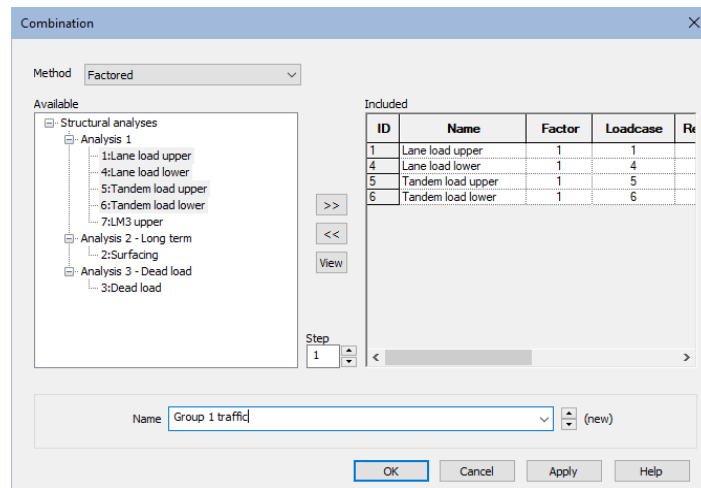 Combination
Method Factored
Available
Structural analyses
Analysis 1
1:Lane load upper
4:Lane load lower
5:Tandem load upper
6:Tandem load lower
7:LM3 upper
Analysis 2 - Long term
2:Surfacing
Analysis 3 - Dead load
3:Dead load
>>
<<
View
Step
1
Included
ID Name Factor Loadcase Re
1 Lane load upper 1 1
4 Lane load lower 1 4
5 Tandem load upper 1 5
6 Tandem load lower 1 6
Name Group 1 traffic (new)
OK Cancel Apply Help